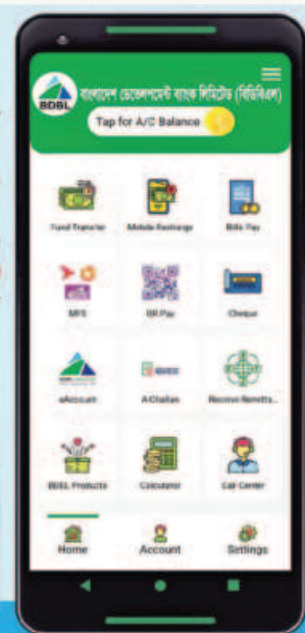 BDBL
বাংলাদেশ ডেভেলপমেন্ট ব্যাংক লিমিটেড (বিডিবিএল)
Tap for A/C Balance
Fund Transfer
Mobile Recharge
Bills Pay
MFS
QR Pay
Cheque
eAccount
A-Challan
Receive Remitta..
BDBL Products
Calculator
Call Center
Home
Account
Settings